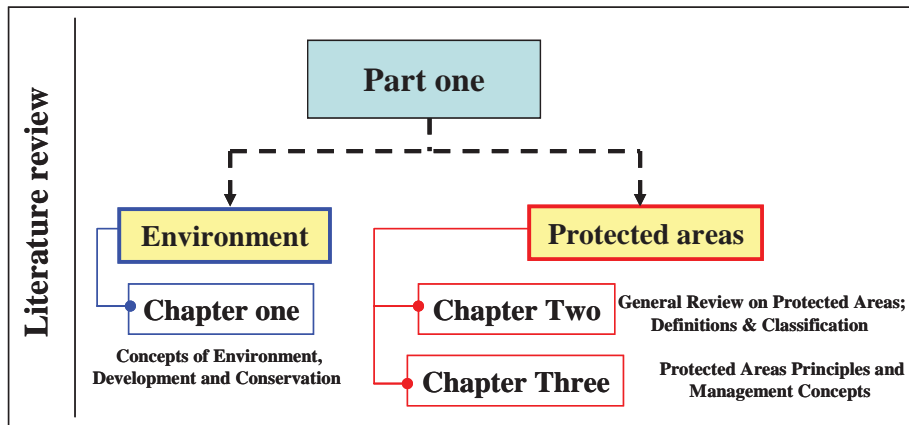 Literature review
Part one
Environment
Protected areas
Chapter one
Concepts of Environment,
Development and Conservation
Chapter Two
General Review on Protected Areas;
Definitions & Classification
Chapter Three
Protected Areas Principles and
Management Concepts